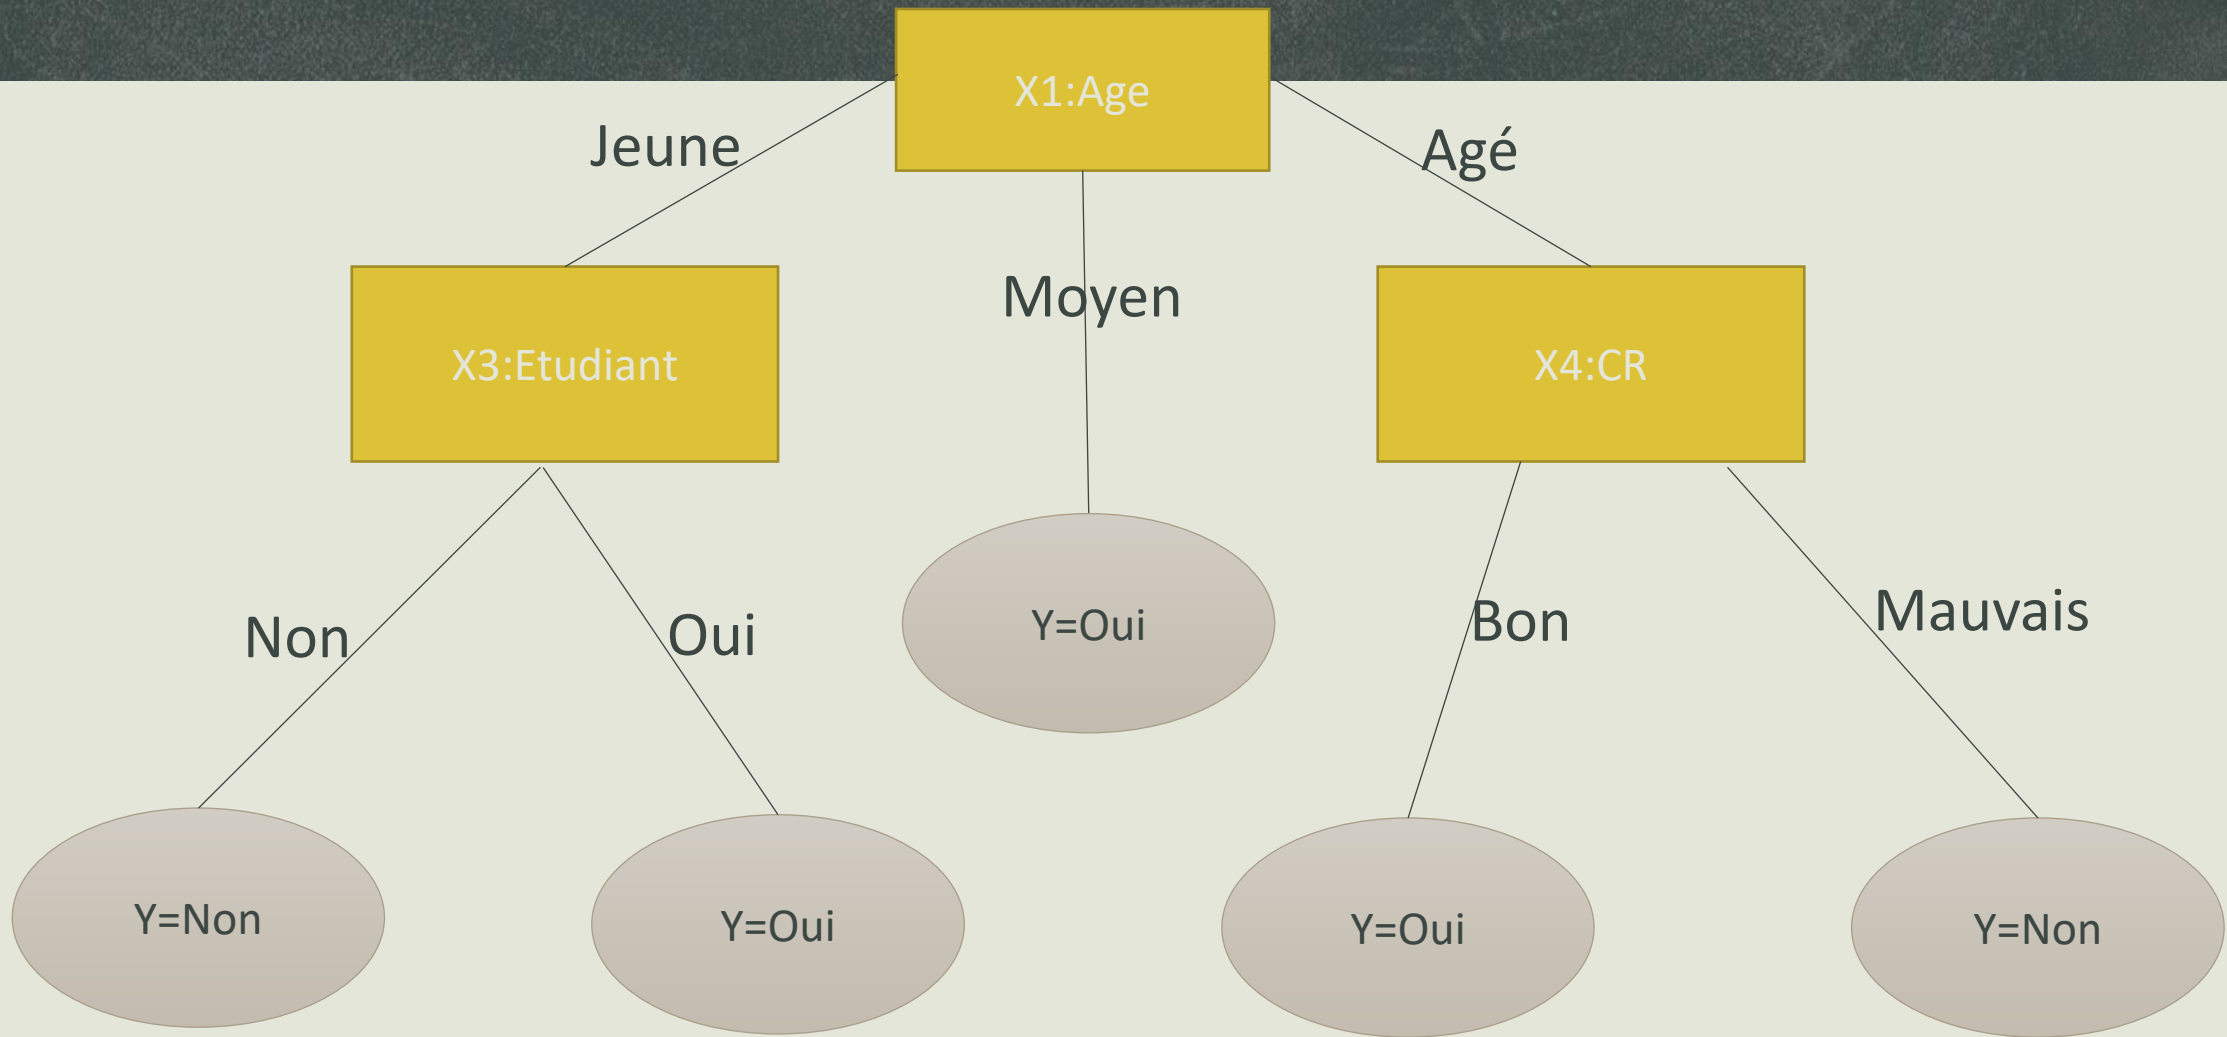 X1:Age
Jeune
Agé
Moyen
X3:Etudiant
X4:CR
Non
Oui
Y=Oui
Bon
Mauvais
Y=Non
Y=Oui
Y=Oui
Y=Non